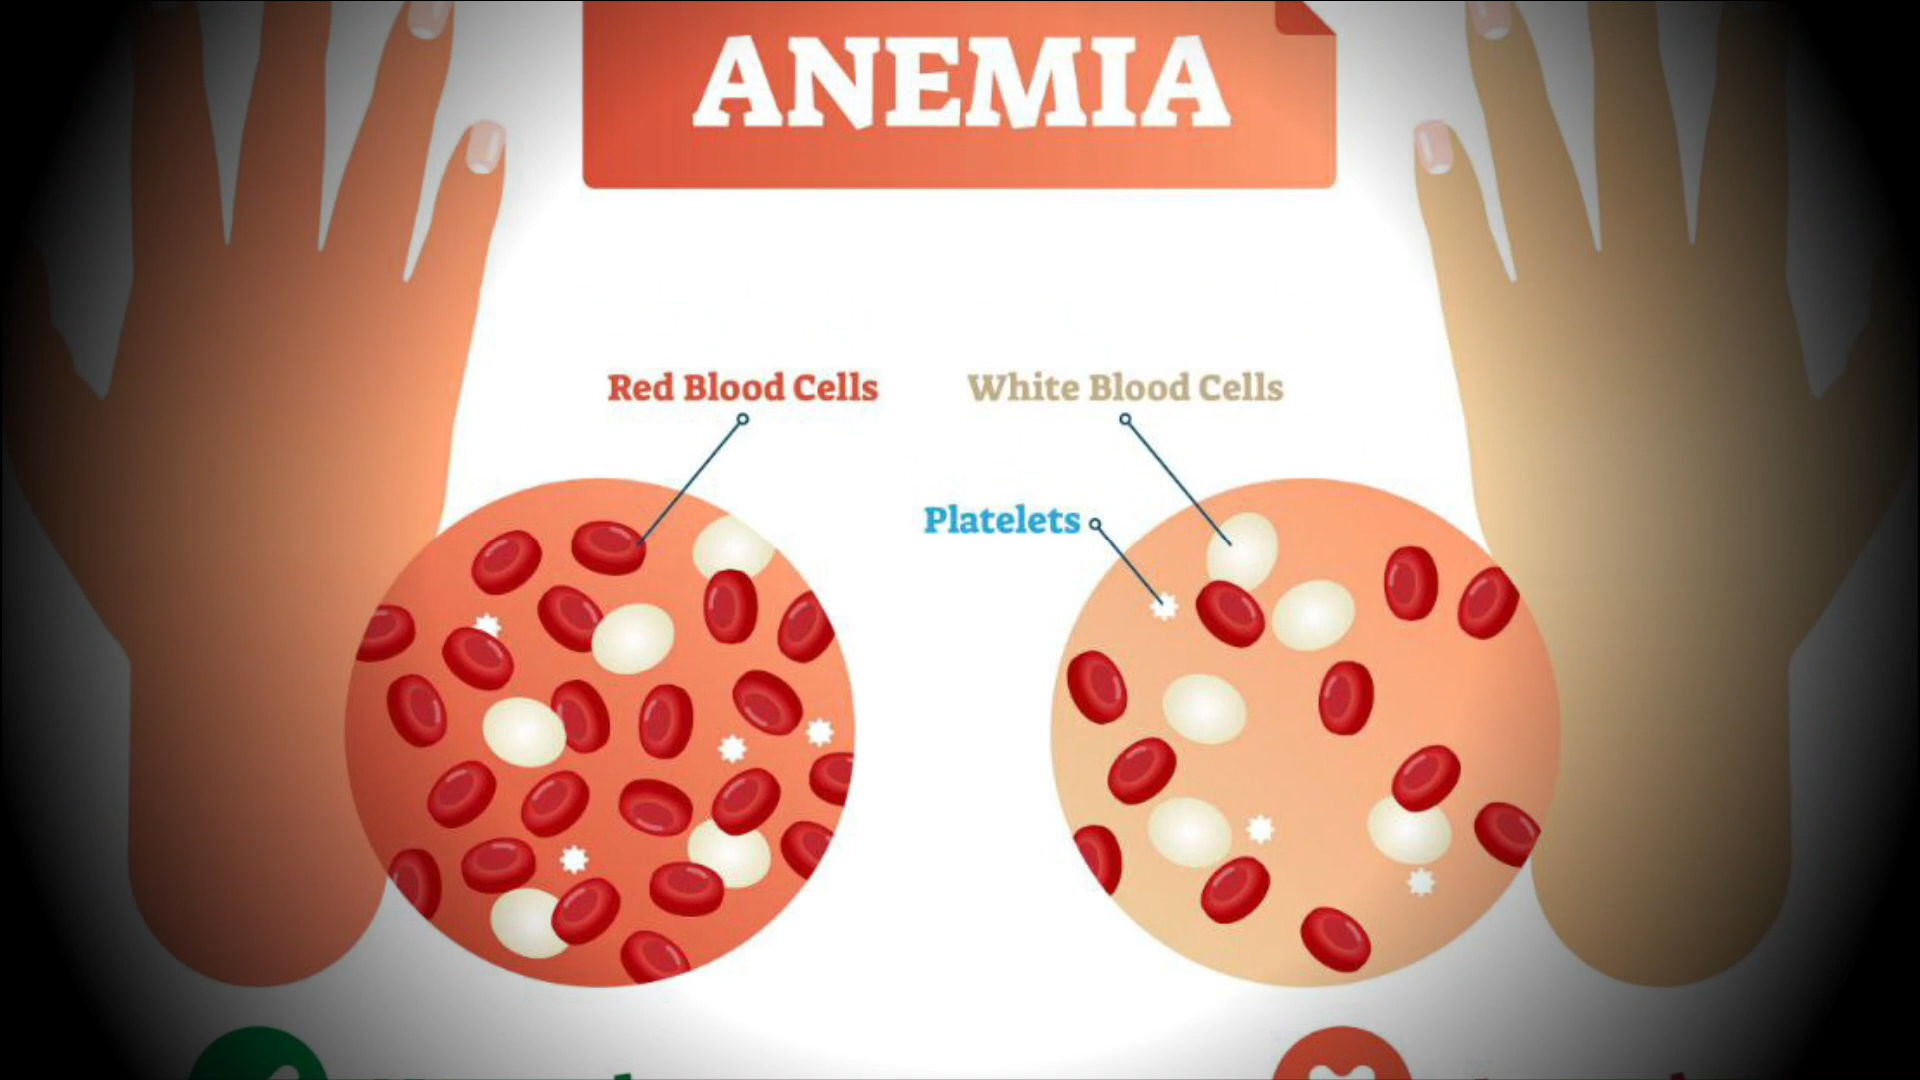 ANEMIA
Red Blood Cells
White Blood Cells
Platelets